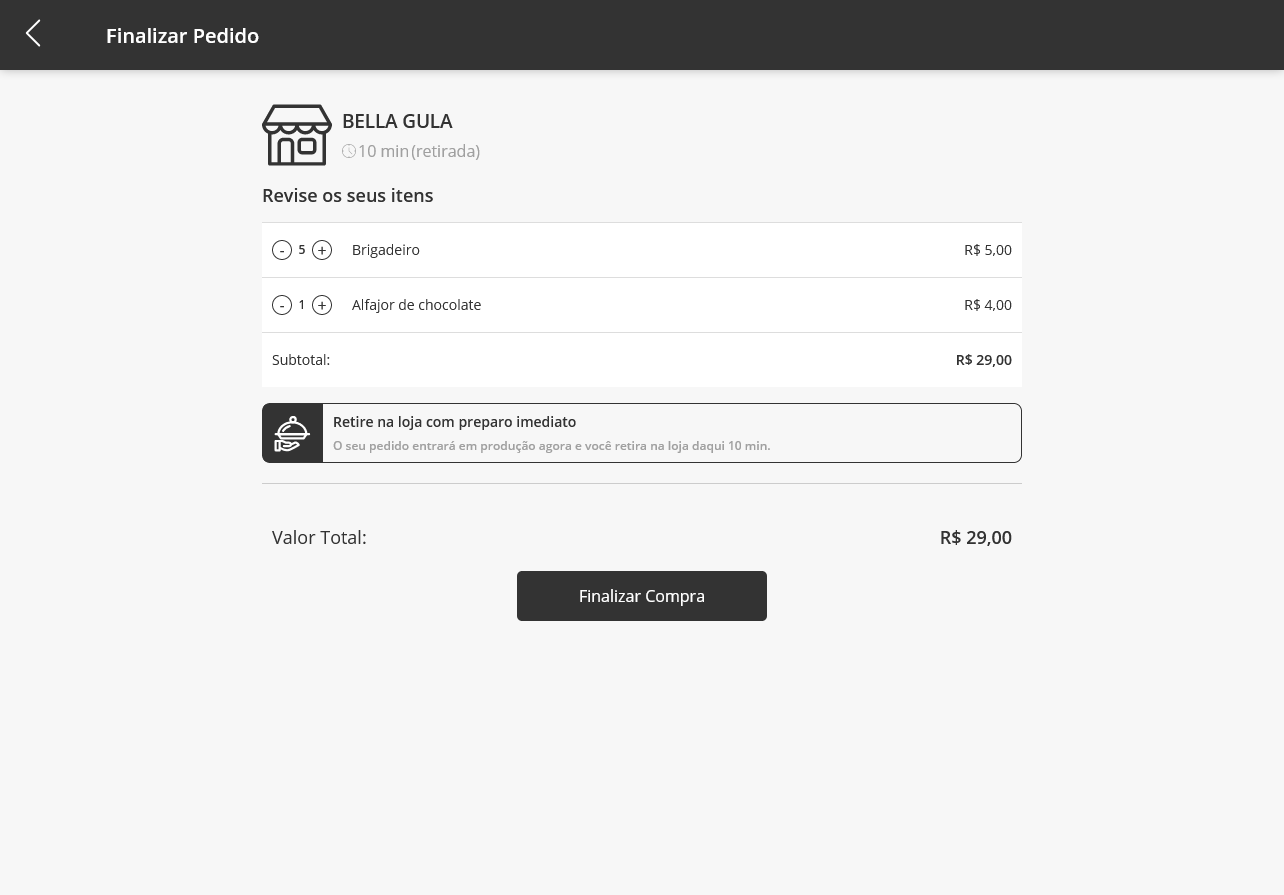 Finalizar Pedido
BELLA GULA
10 min (retirada)
Revise os seus itens
- 5 + Brigadeiro R$ 5,00
- 1 + Alfajor de chocolate R$ 4,00
Subtotal: R$ 29,00
Retire na loja com preparo imediato
O seu pedido entrará em produção agora e você retira na loja daqui 10 min.
Valor Total: R$ 29,00
Finalizar Compra